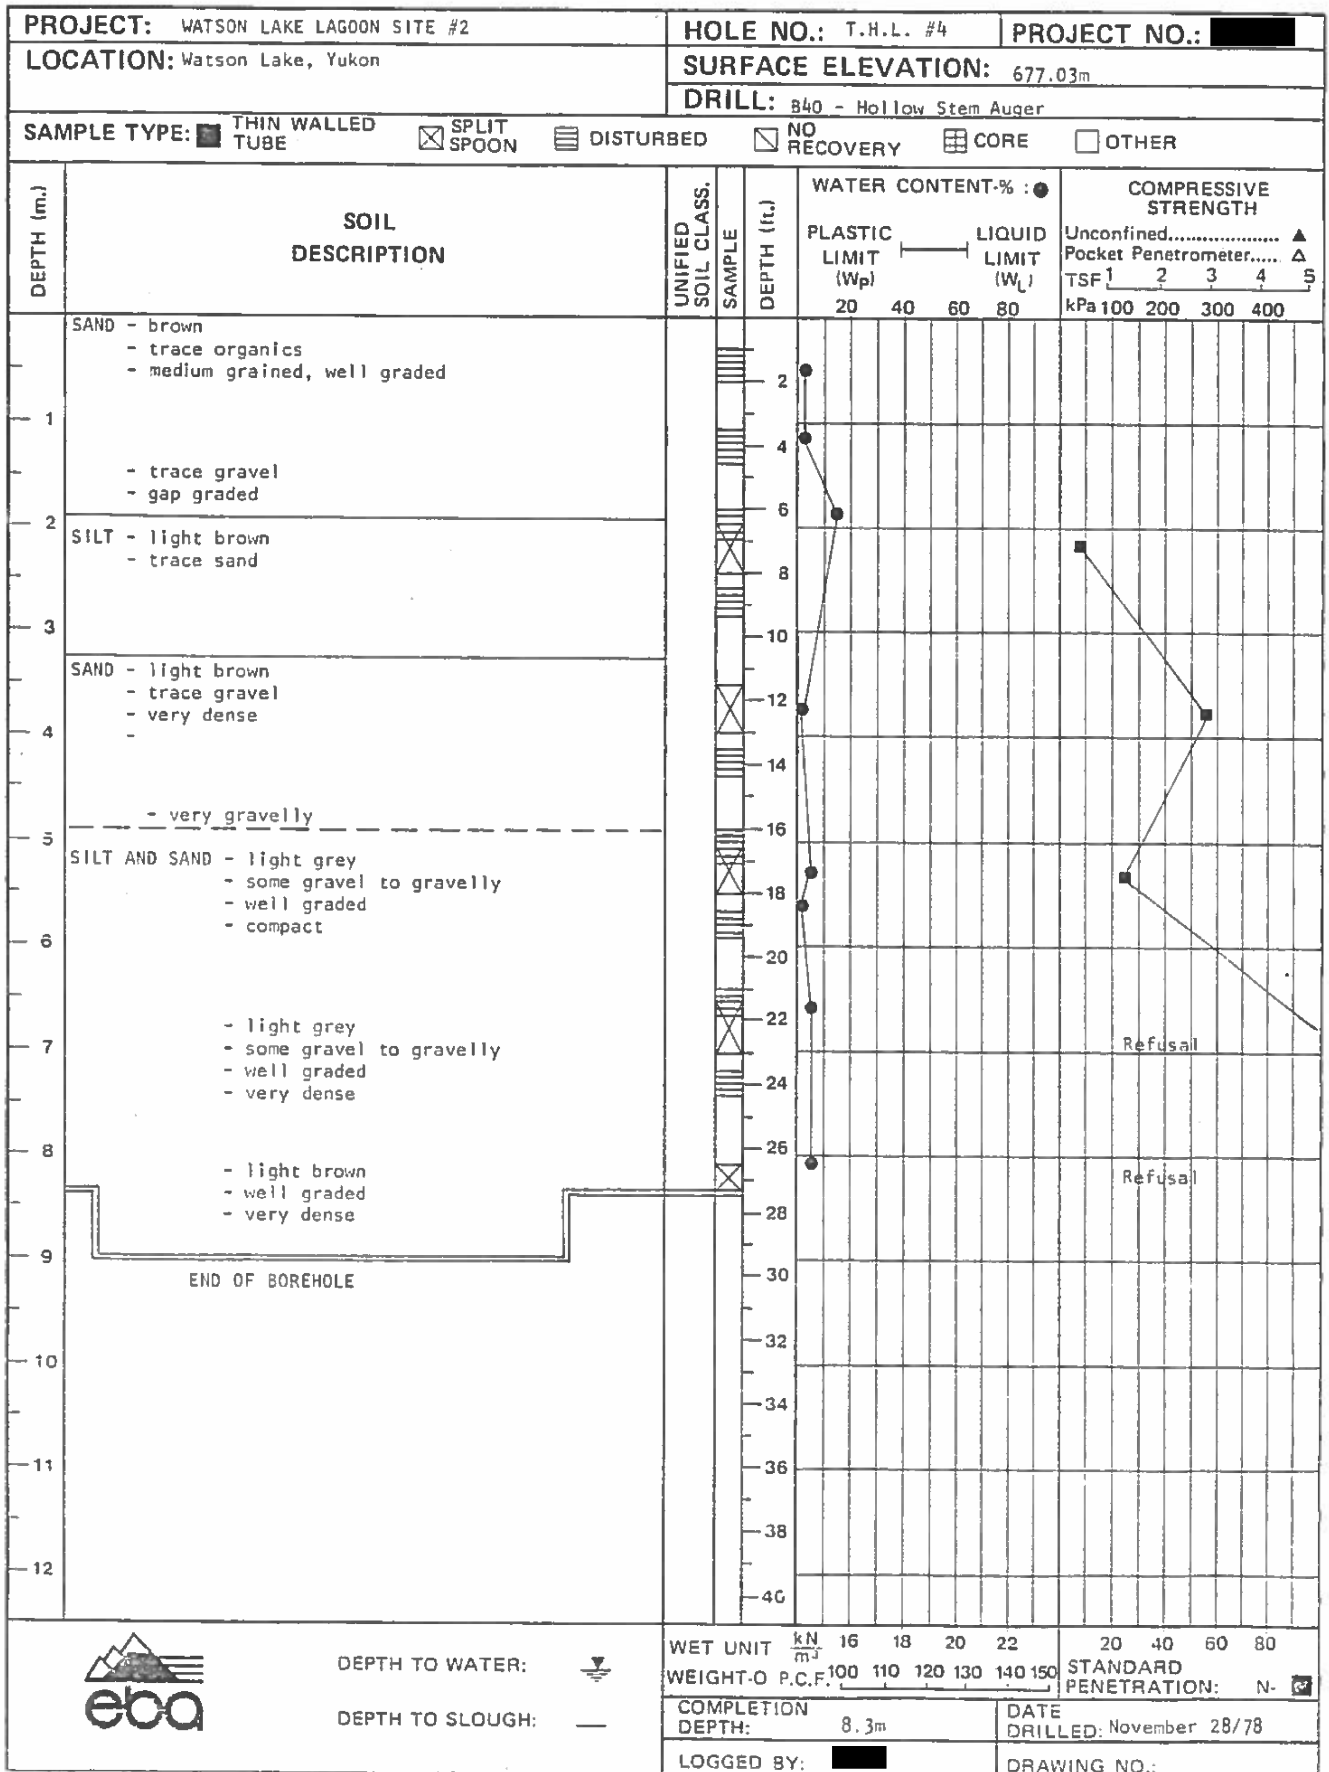 PROJECT: WATSON LAKE LAGOON SITE #2
HOLE NO.: T.H.L. #4
PROJECT NO.:
LOCATION: Watson Lake, Yukon
SURFACE ELEVATION: 677.03m
DRILL: B40 - Hollow Stem Auger
SAMPLE TYPE: THIN WALLED TUBE SPLIT SPOON DISTURBED NO RECOVERY CORE OTHER
DEPTH (m.)
SOIL
DESCRIPTION
UNIFIED
SOIL CLASS.
SAMPLE
DEPTH (ft.)
WATER CONTENT-% :
PLASTIC LIMIT (Wp)
LIQUID LIMIT (WL)
20 40 60 80
COMPRESSIVE
STRENGTH
Unconfined....................
Pocket Penetrometer.....
TSF 1 2 3 4 5
kPa 100 200 300 400
SAND - brown
- trace organics
- medium grained, well graded
- trace gravel
- gap graded
SILT - light brown
- trace sand
SAND - light brown
- trace gravel
- very dense
-
- very gravelly
SILT AND SAND - light grey
- some gravel to gravelly
- well graded
- compact
- light grey
- some gravel to gravelly
- well graded
- very dense
- light brown
- well graded
- very dense
END OF BOREHOLE
1
2
3
4
5
6
7
8
9
10
11
12
2
4
6
8
10
12
14
16
18
20
22
24
26
28
30
32
34
36
38
40
Refusal
Refusal
eba
DEPTH TO WATER:
DEPTH TO SLOUGH:
WET UNIT kN/m³ 16 18 20 22
WEIGHT-O P.C.F. 100 110 120 130 140 150
20 40 60 80
STANDARD
PENETRATION: N-
COMPLETION
DEPTH: 8.3m
DATE
DRILLED: November 28/78
LOGGED BY:
DRAWING NO.: